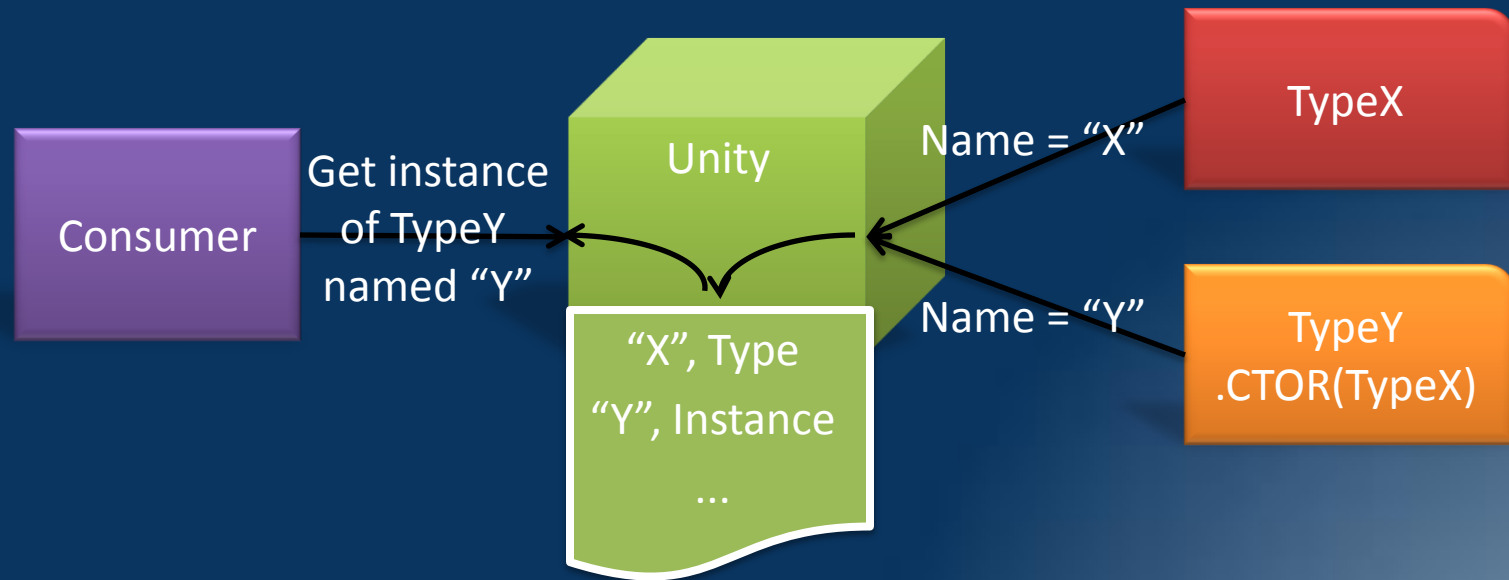 Consumer
Get instance
of TypeY
named “Y”
Unity
“X”, Type
“Y”, Instance
...
Name = “X”
Name = “Y”
TypeX
TypeY
.CTOR(TypeX)